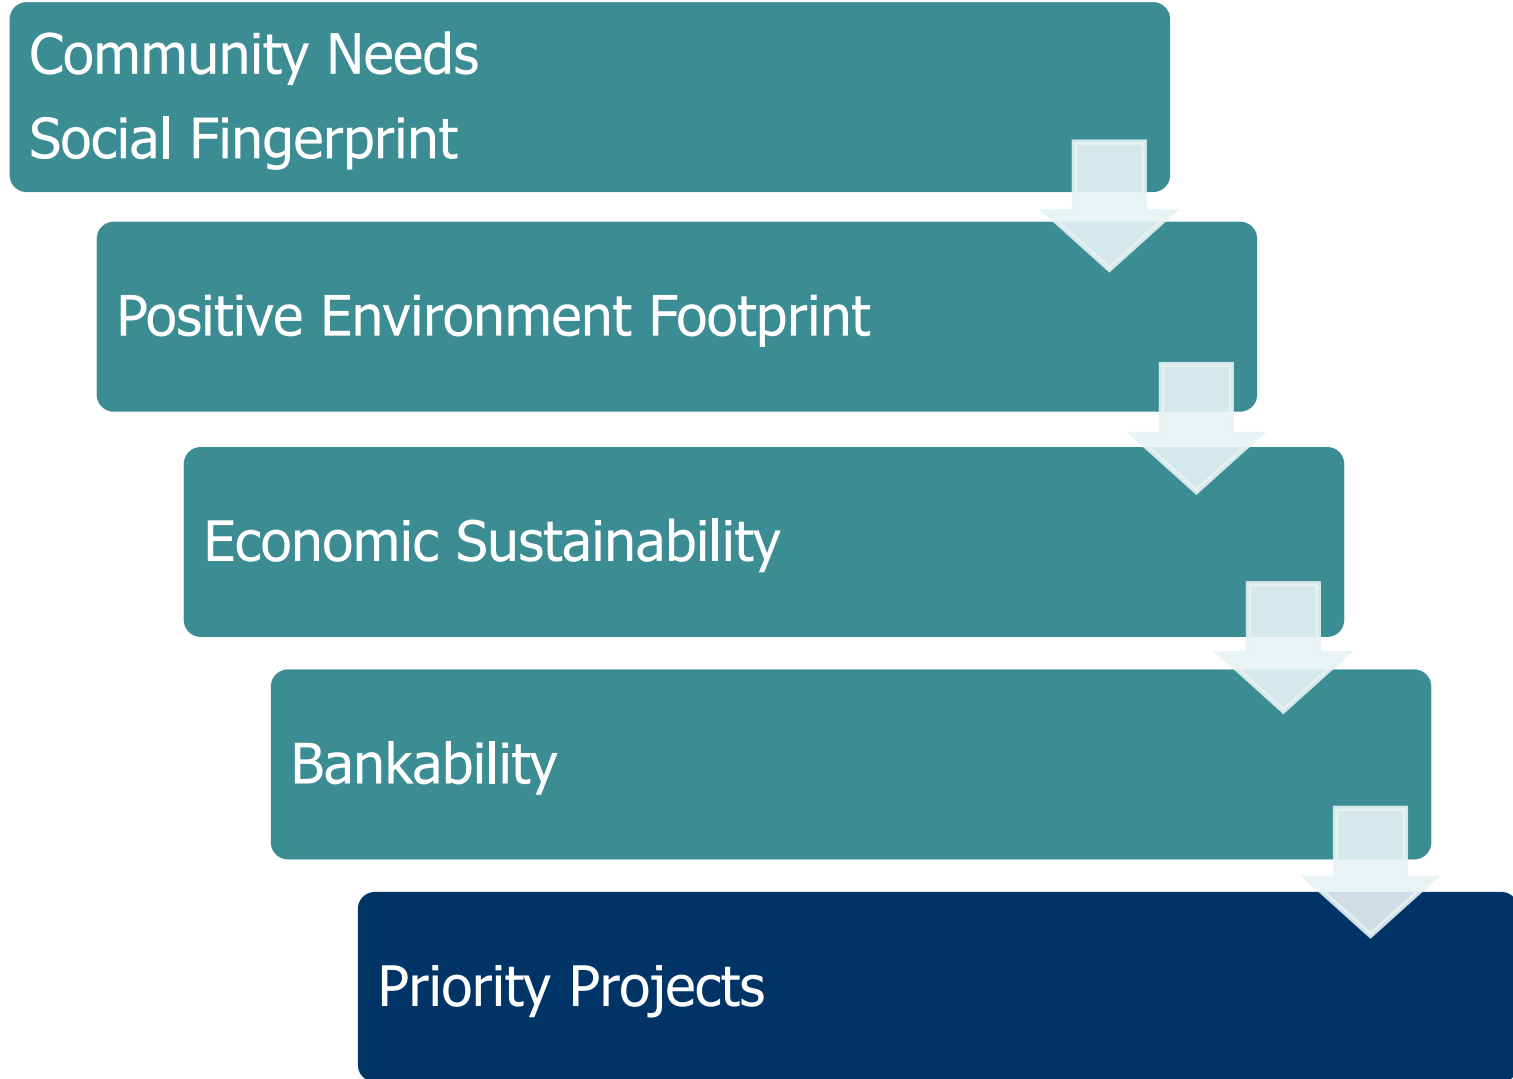 Community Needs
Social Fingerprint
Positive Environment Footprint
Economic Sustainability
Bankability
Priority Projects